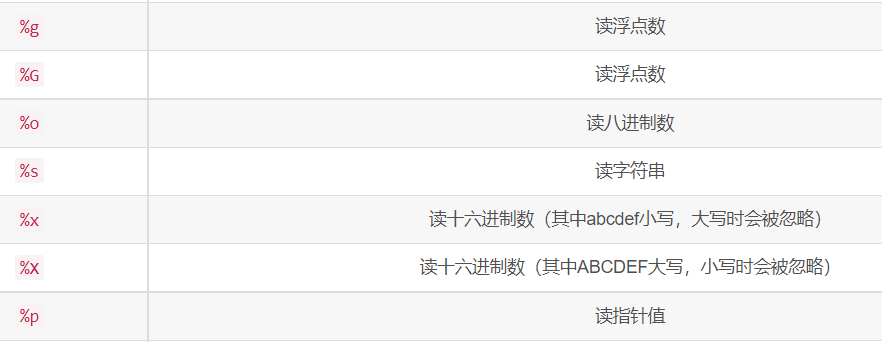 %g 读浮点数
%G 读浮点数
%o 读八进制数
%s 读字符串
%x 读十六进制数（其中abcdef小写，大写时会被忽略）
%X 读十六进制数（其中ABCDEF大写，小写时会被忽略）
%p 读指针值